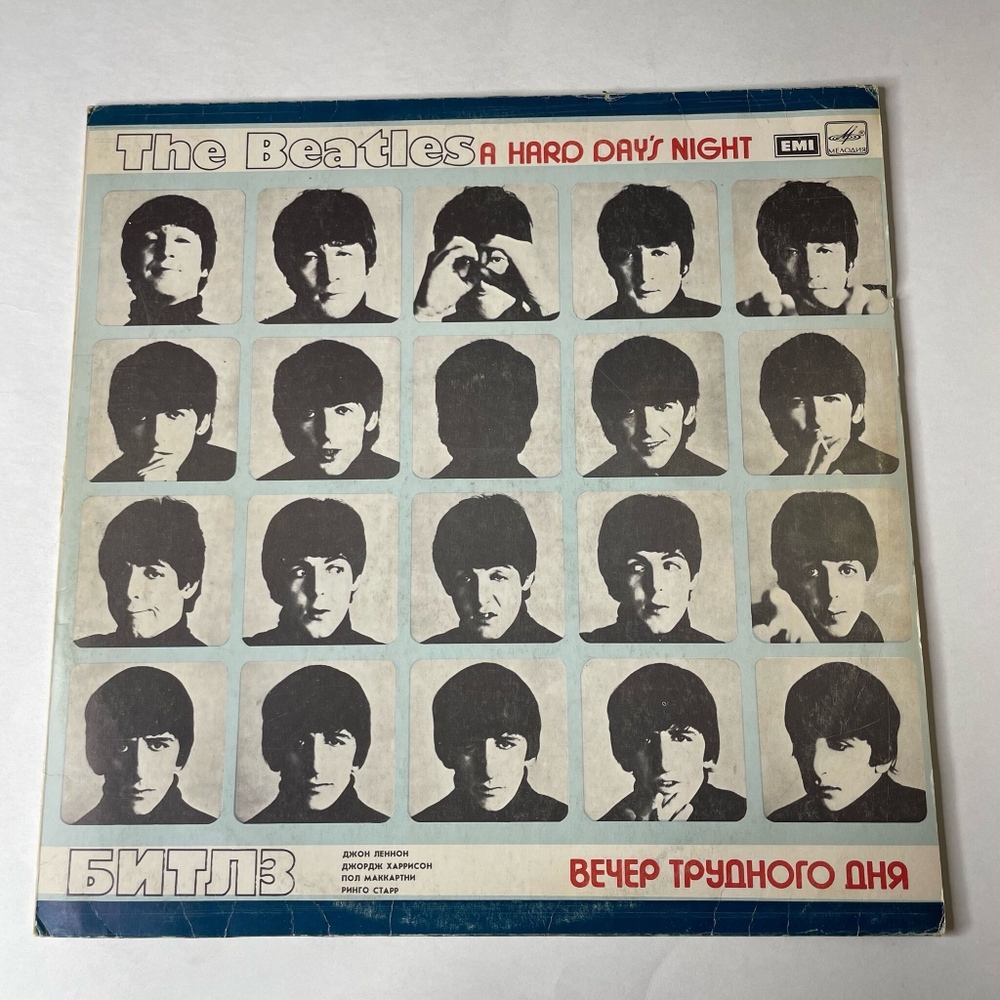 The Beatles A HARD DAY'S NIGHT EMI МЕЛОДИЯ
БИТЛЗ
ДЖОН ЛЕННОН
ДЖОРДЖ ХАРРИСОН
ПОЛ МАККАРТНИ
РИНГО СТАРР
ВЕЧЕР ТРУДНОГО ДНЯ